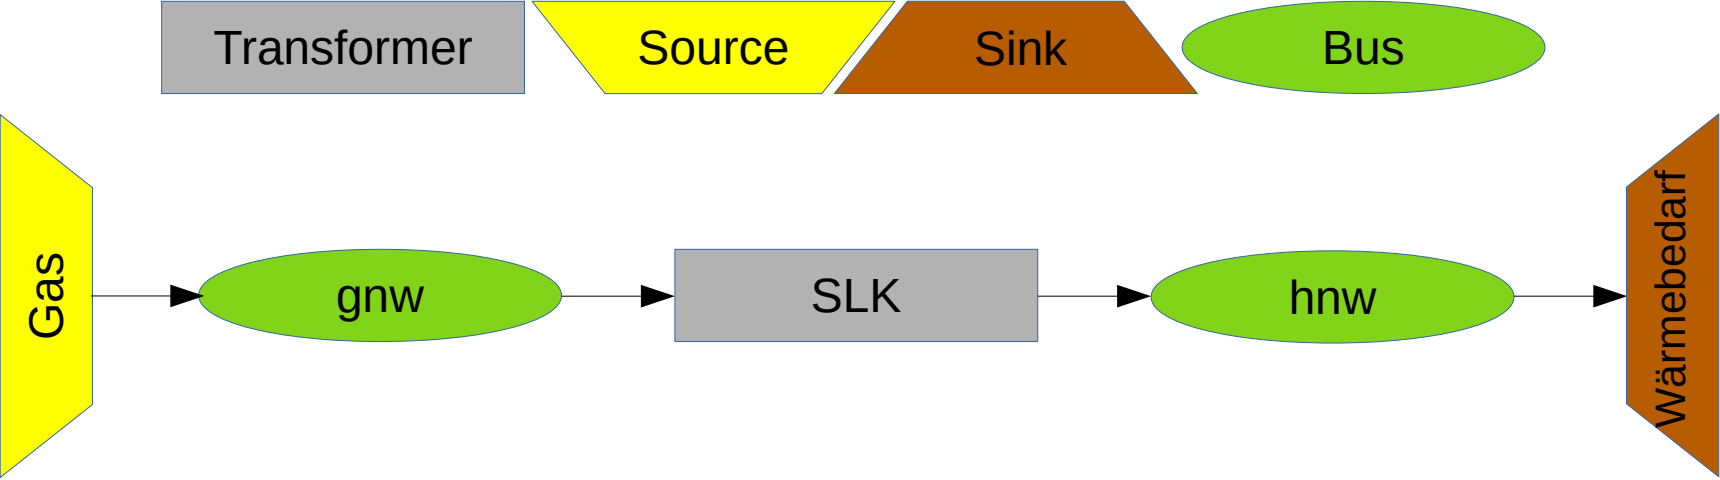 Transformer
Source
Sink
Bus
Gas
gnw
SLK
hnw
Wärmebedarf